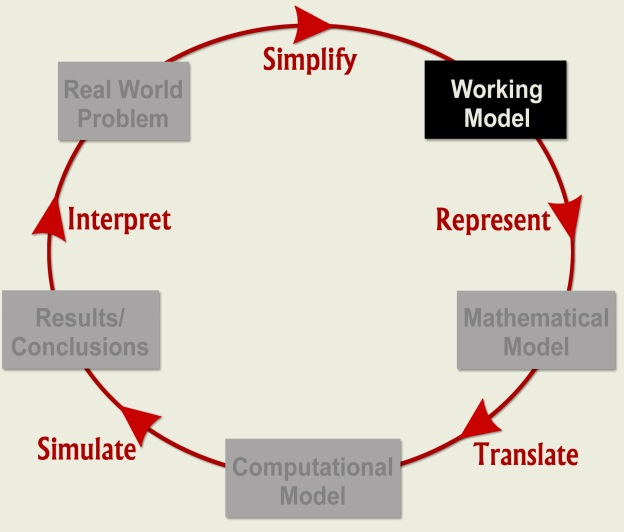 Simplify
Real World
Problem
Working
Model
Interpret
Represent
Results/
Conclusions
Mathematical
Model
Simulate
Translate
Computational
Model